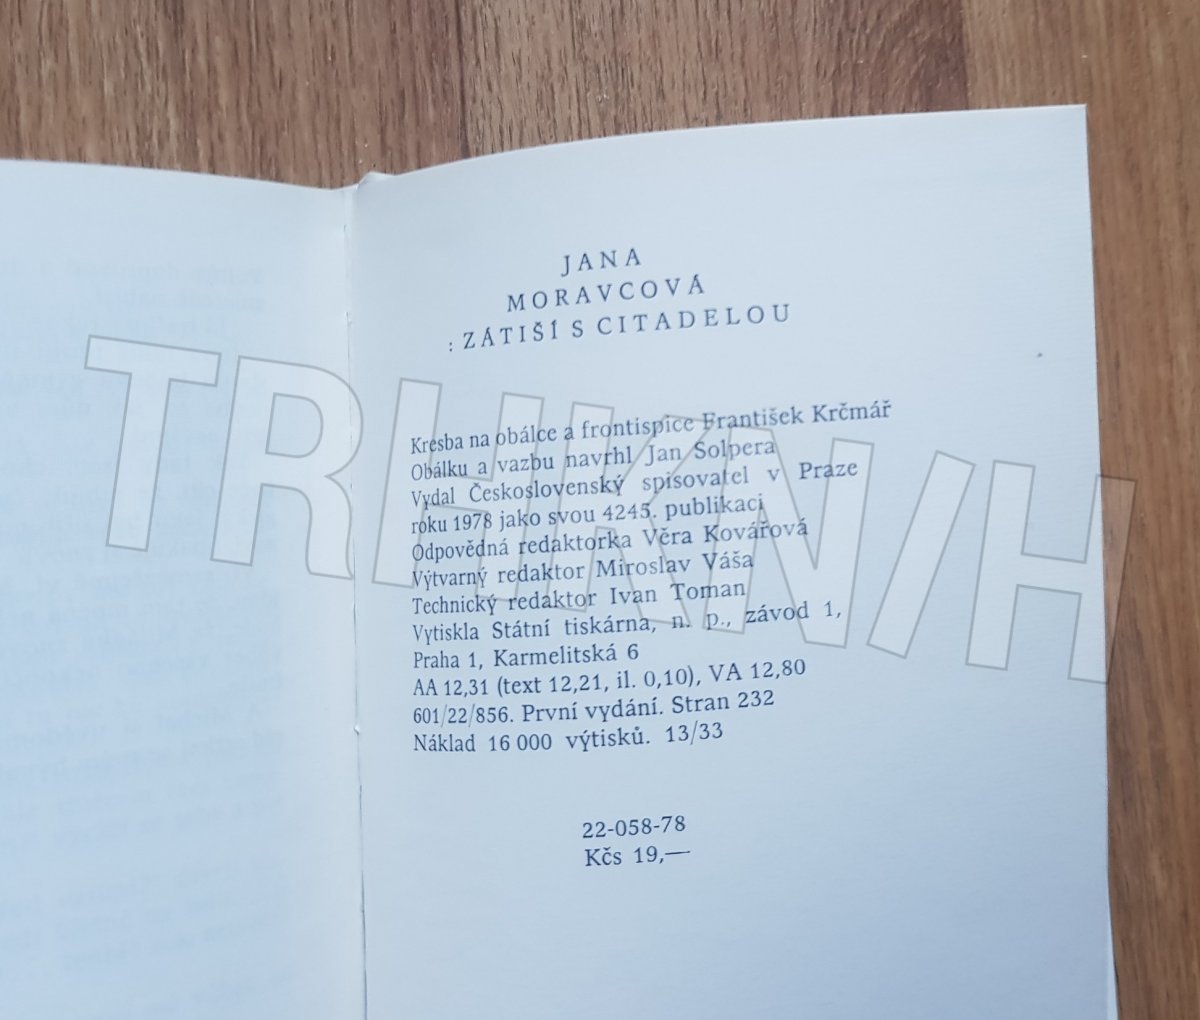 JANA
MORAVCOVÁ
: ZÁTIŠÍ S CITADELOU
Kresba na obálce a frontispice František Krčmář
Obálku a vazbu navrhl Jan Solpera
Vydal Československý spisovatel v Praze
roku 1978 jako svou 4245. publikaci
Odpovědná redaktorka Věra Kovářová
Výtvarný redaktor Miroslav Váša
Technický redaktor Ivan Toman
Vytiskla Státní tiskárna, n. p., závod 1,
Praha 1, Karmelitská 6
AA 12,31 (text 12,21, il. 0,10), VA 12,80
601/22/856. První vydání. Stran 232
Náklad 16 000 výtisků. 13/33
22-058-78
Kčs 19,—
TRHKNIH